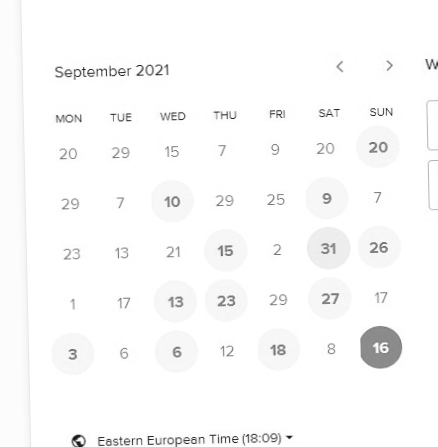 September 2021 < >
W
MON TUE WED THU FRI SAT SUN
20 29 15 7 9 20 20
29 7 10 29 25 9 7
23 13 21 15 2 31 26
1 17 13 23 29 27 17
3 6 6 12 18 8 16
Eastern European Time (18:09)